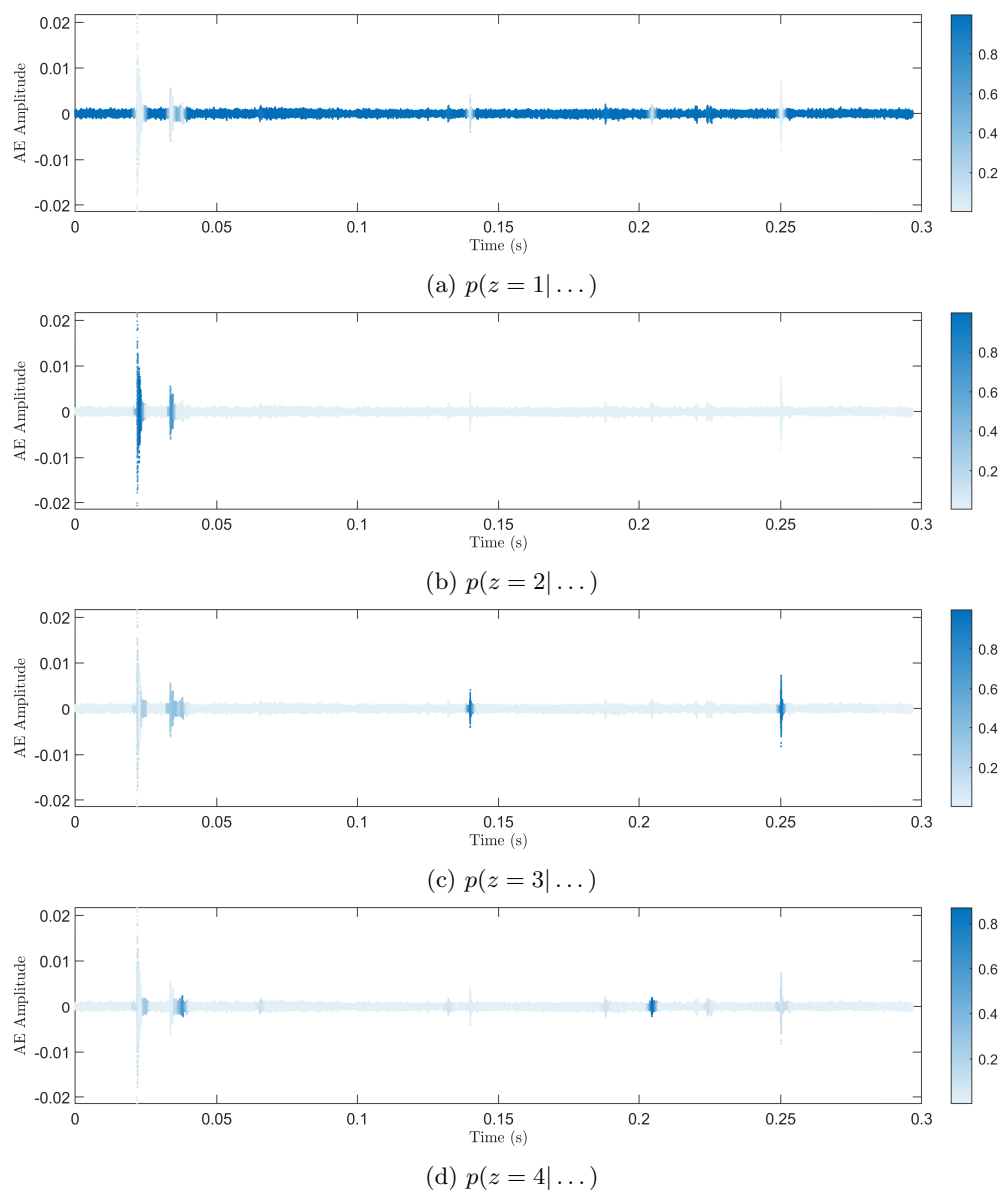 0.02
0.01
0
-0.01
-0.02
AE Amplitude
0 0.05 0.1 0.15 0.2 0.25 0.3
Time (s)
0.8
0.6
0.4
0.2
(a) p(z = 1| . . . )
0.02
0.01
0
-0.01
-0.02
AE Amplitude
0 0.05 0.1 0.15 0.2 0.25 0.3
Time (s)
0.8
0.6
0.4
0.2
(b) p(z = 2| . . . )
0.02
0.01
0
-0.01
-0.02
AE Amplitude
0 0.05 0.1 0.15 0.2 0.25 0.3
Time (s)
0.8
0.6
0.4
0.2
(c) p(z = 3| . . . )
0.02
0.01
0
-0.01
-0.02
AE Amplitude
0 0.05 0.1 0.15 0.2 0.25 0.3
Time (s)
0.8
0.6
0.4
0.2
(d) p(z = 4| . . . )